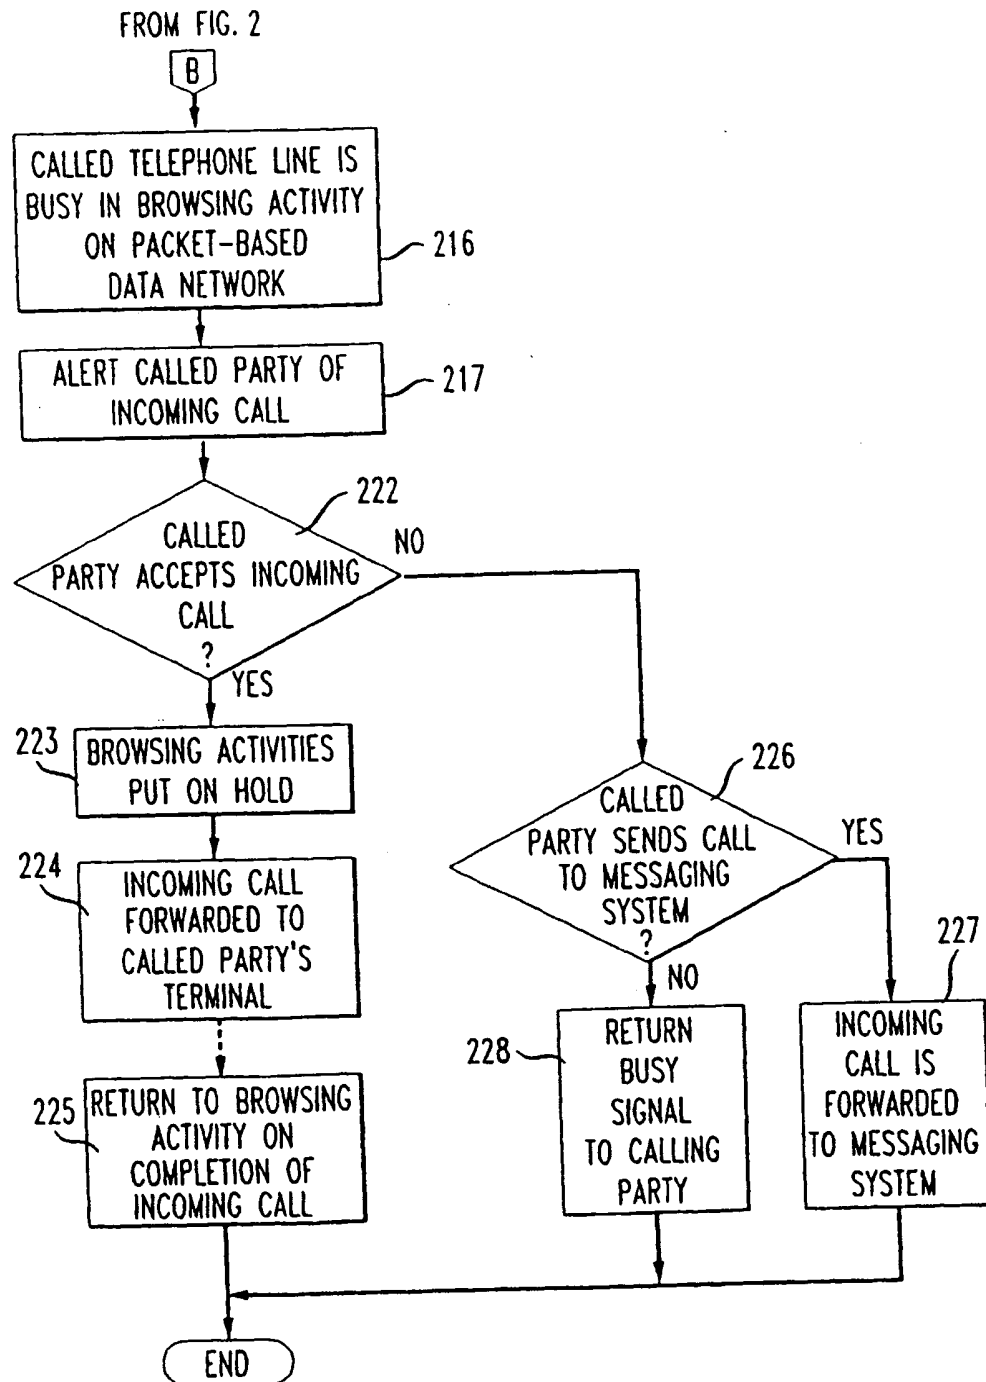 FROM FIG. 2
B
CALLED TELEPHONE LINE IS
BUSY IN BROWSING ACTIVITY
ON PACKET-BASED
DATA NETWORK
216
ALERT CALLED PARTY OF
INCOMING CALL
217
222
CALLED
PARTY ACCEPTS INCOMING
CALL
?
NO
YES
223
BROWSING ACTIVITIES
PUT ON HOLD
224
INCOMING CALL
FORWARDED TO
CALLED PARTY'S
TERMINAL
225
RETURN TO BROWSING
ACTIVITY ON
COMPLETION OF
INCOMING CALL
226
CALLED
PARTY SENDS CALL
TO MESSAGING
SYSTEM
?
YES
NO
227
INCOMING
CALL IS
FORWARDED
TO MESSAGING
SYSTEM
228
RETURN
BUSY
SIGNAL
TO CALLING
PARTY
END